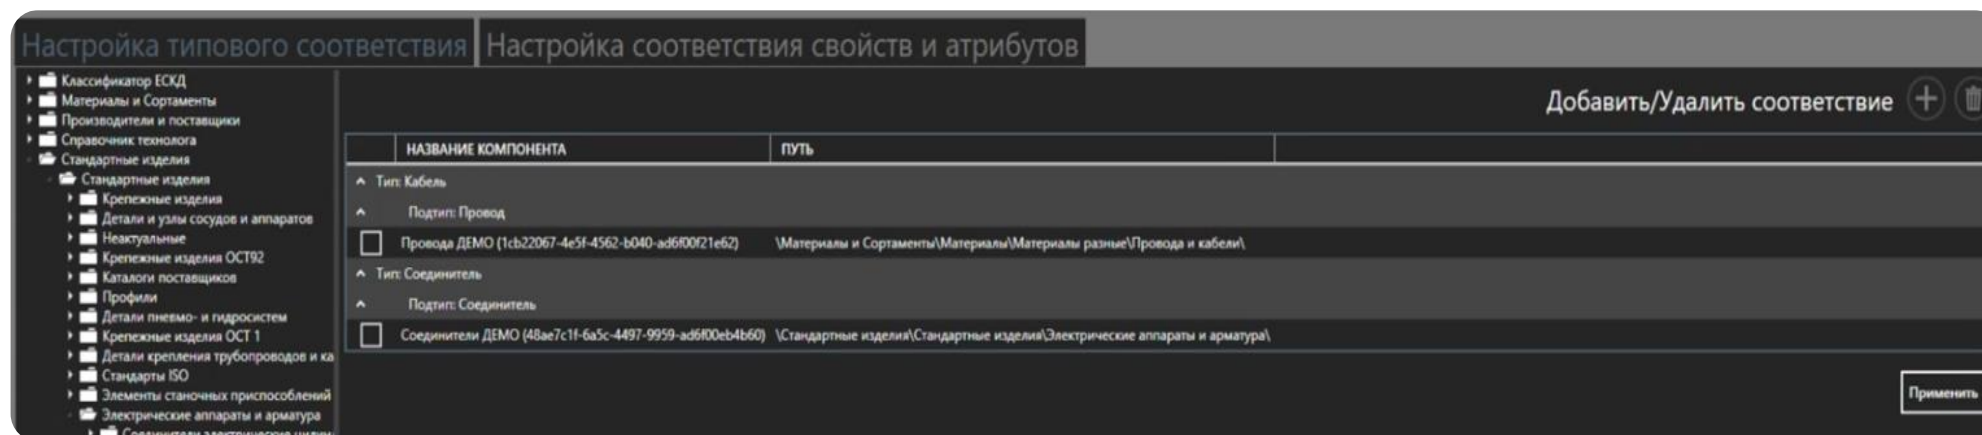 Настройка типового соответствия Настройка соответствия свойств и атрибутов
Классификатор ЕСКД
Материалы и Сортаменты
Производители и поставщики
Справочник технолога
Стандартные изделия
Стандартные изделия
Крепежные изделия
Детали и узлы сосудов и аппаратов
Неактуальные
Крепежные изделия ОСТ92
Каталоги поставщиков
Профили
Детали пневмо- и гидросистем
Крепежные изделия ОСТ 1
Детали крепления трубопроводов и ка
Стандарты ISO
Элементы станочных приспособлений
Электрические аппараты и арматура
Соединители электрические
Добавить/Удалить соответствие
НАЗВАНИЕ КОМПОНЕНТА ПУТЬ
Тип: Кабель
Подтип: Провод
Провода ДЕМО (1cb22067-4e5f-4562-b040-ad6f00f21e62) \Материалы и Сортаменты\Материалы\Материалы разные\Провода и кабели\
Тип: Соединитель
Подтип: Соединитель
Соединители ДЕМО (48ae7c1f-6a5c-4497-9959-ad6f00eb4b60) \Стандартные изделия\Стандартные изделия\Электрические аппараты и арматура\
Применить